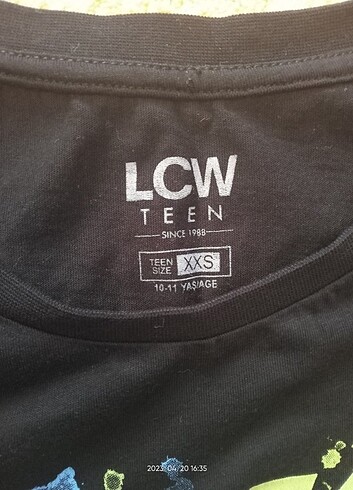 LCW
TEEN
SINCE 1988
TEEN SIZE XXS
10-11 YAŞ/AGE
2023/04/20 16:35